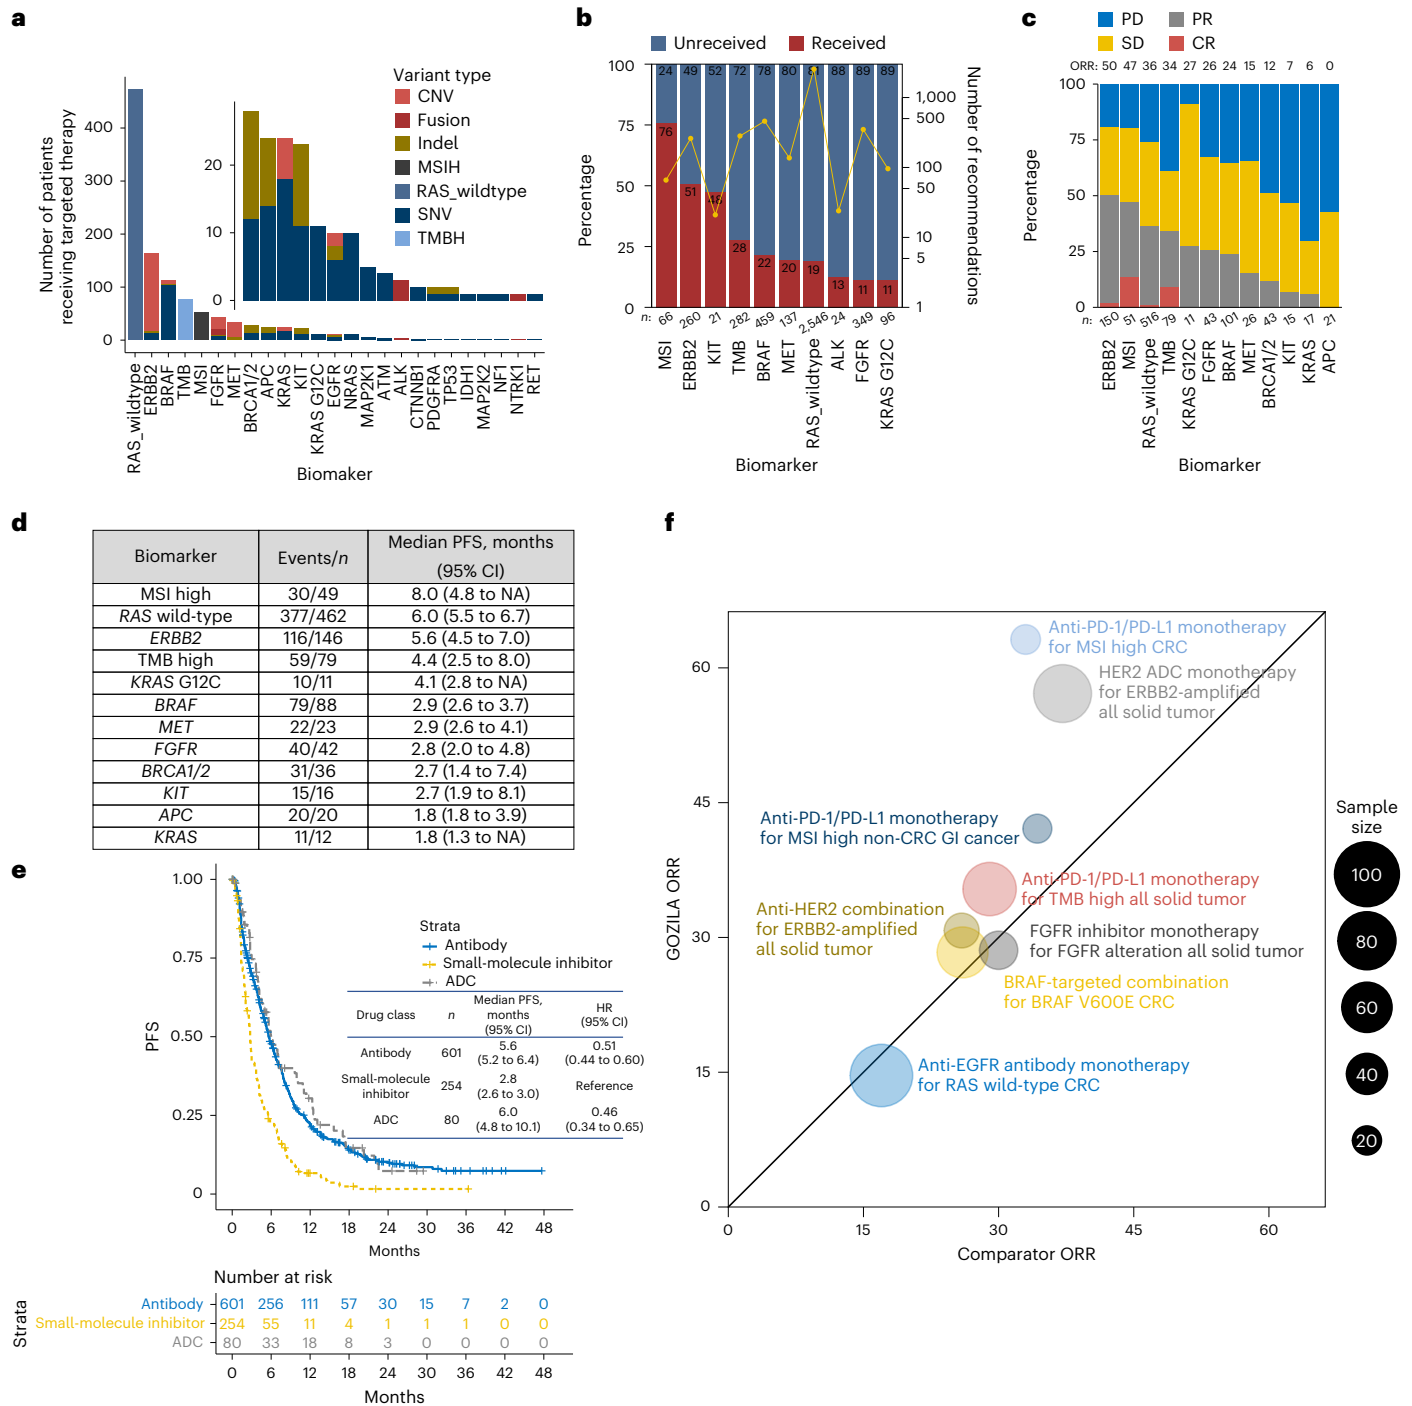 a
Number of patients
receiving targeted therapy
400
300
200
100
0
20
10
0
Variant type
CNV
Fusion
Indel
MSIH
RAS_wildtype
SNV
TMBH
RAS_wildtype
ERBB2
BRAF
TMB
MSI
FGFR
MET
BRCA1/2
APC
KRAS
KIT
KRAS G12C
EGFR
NRAS
MAP2K1
ATM
ALK
CTNNB1
PDGFRA
TP53
IDH1
MAP2K2
NF1
NTRK1
RET
Biomaker
b
Unreceived
Received
Percentage
100
75
50
25
0
24 49 52 72 78 80 81 88 89 89
76 51 48 28 22 20 19 13 11 11
1,000
500
100
50
10
5
1
Number of recommendations
n: 66 260 21 282 459 137 2,546 24 349 96
MSI
ERBB2
KIT
TMB
BRAF
MET
RAS_wildtype
ALK
FGFR
KRAS G12C
Biomarker
c
PD
PR
SD
CR
ORR: 50 47 36 34 27 26 24 15 12 7 6 0
Percentage
100
75
50
25
0
n: 150 51 516 79 11 43 101 26 43 15 17 21
ERBB2
MSI
RAS_wildtype
TMB
KRAS G12C
FGFR
BRAF
MET
BRCA1/2
KIT
KRAS
APC
Biomarker
d
Biomarker Events/n Median PFS, months
(95% CI)
MSI high 30/49 8.0 (4.8 to NA)
RAS wild-type 377/462 6.0 (5.5 to 6.7)
ERBB2 116/146 5.6 (4.5 to 7.0)
TMB high 59/79 4.4 (2.5 to 8.0)
KRAS G12C 10/11 4.1 (2.8 to NA)
BRAF 79/88 2.9 (2.6 to 3.7)
MET 22/23 2.9 (2.6 to 4.1)
FGFR 40/42 2.8 (2.0 to 4.8)
BRCA1/2 31/36 2.7 (1.4 to 7.4)
KIT 15/16 2.7 (1.9 to 8.1)
APC 20/20 1.8 (1.8 to 3.9)
KRAS 11/12 1.8 (1.3 to NA)
e
PFS
1.00
0.75
0.50
0.25
0
Strata
Antibody
Small-molecule inhibitor
ADC
Drug class n Median PFS,
months
(95% CI) HR
(95% CI)
Antibody 601 5.6
(5.2 to 6.4) 0.51
(0.44 to 0.60)
Small-molecule
inhibitor 254 2.8
(2.6 to 3.0) Reference
ADC 80 6.0
(4.8 to 10.1) 0.46
(0.34 to 0.65)
0 6 12 18 24 30 36 42 48
Months
Number at risk
Strata
Antibody 601 256 111 57 30 15 7 2 0
Small-molecule inhibitor 254 55 11 4 1 1 1 0 0
ADC 80 33 18 8 3 0 0 0 0
0 6 12 18 24 30 36 42 48
Months
f
GOZILA ORR
60
45
30
15
0
Anti-PD-1/PD-L1 monotherapy
for MSI high CRC
HER2 ADC monotherapy
for ERBB2-amplified
all solid tumor
Anti-PD-1/PD-L1 monotherapy
for MSI high non-CRC GI cancer
Anti-PD-1/PD-L1 monotherapy
for TMB high all solid tumor
Anti-HER2 combination
for ERBB2-amplified
all solid tumor
FGFR inhibitor monotherapy
for FGFR alteration all solid tumor
BRAF-targeted combination
for BRAF V600E CRC
Anti-EGFR antibody monotherapy
for RAS wild-type CRC
0 15 30 45 60
Comparator ORR
Sample
size
100
80
60
40
20